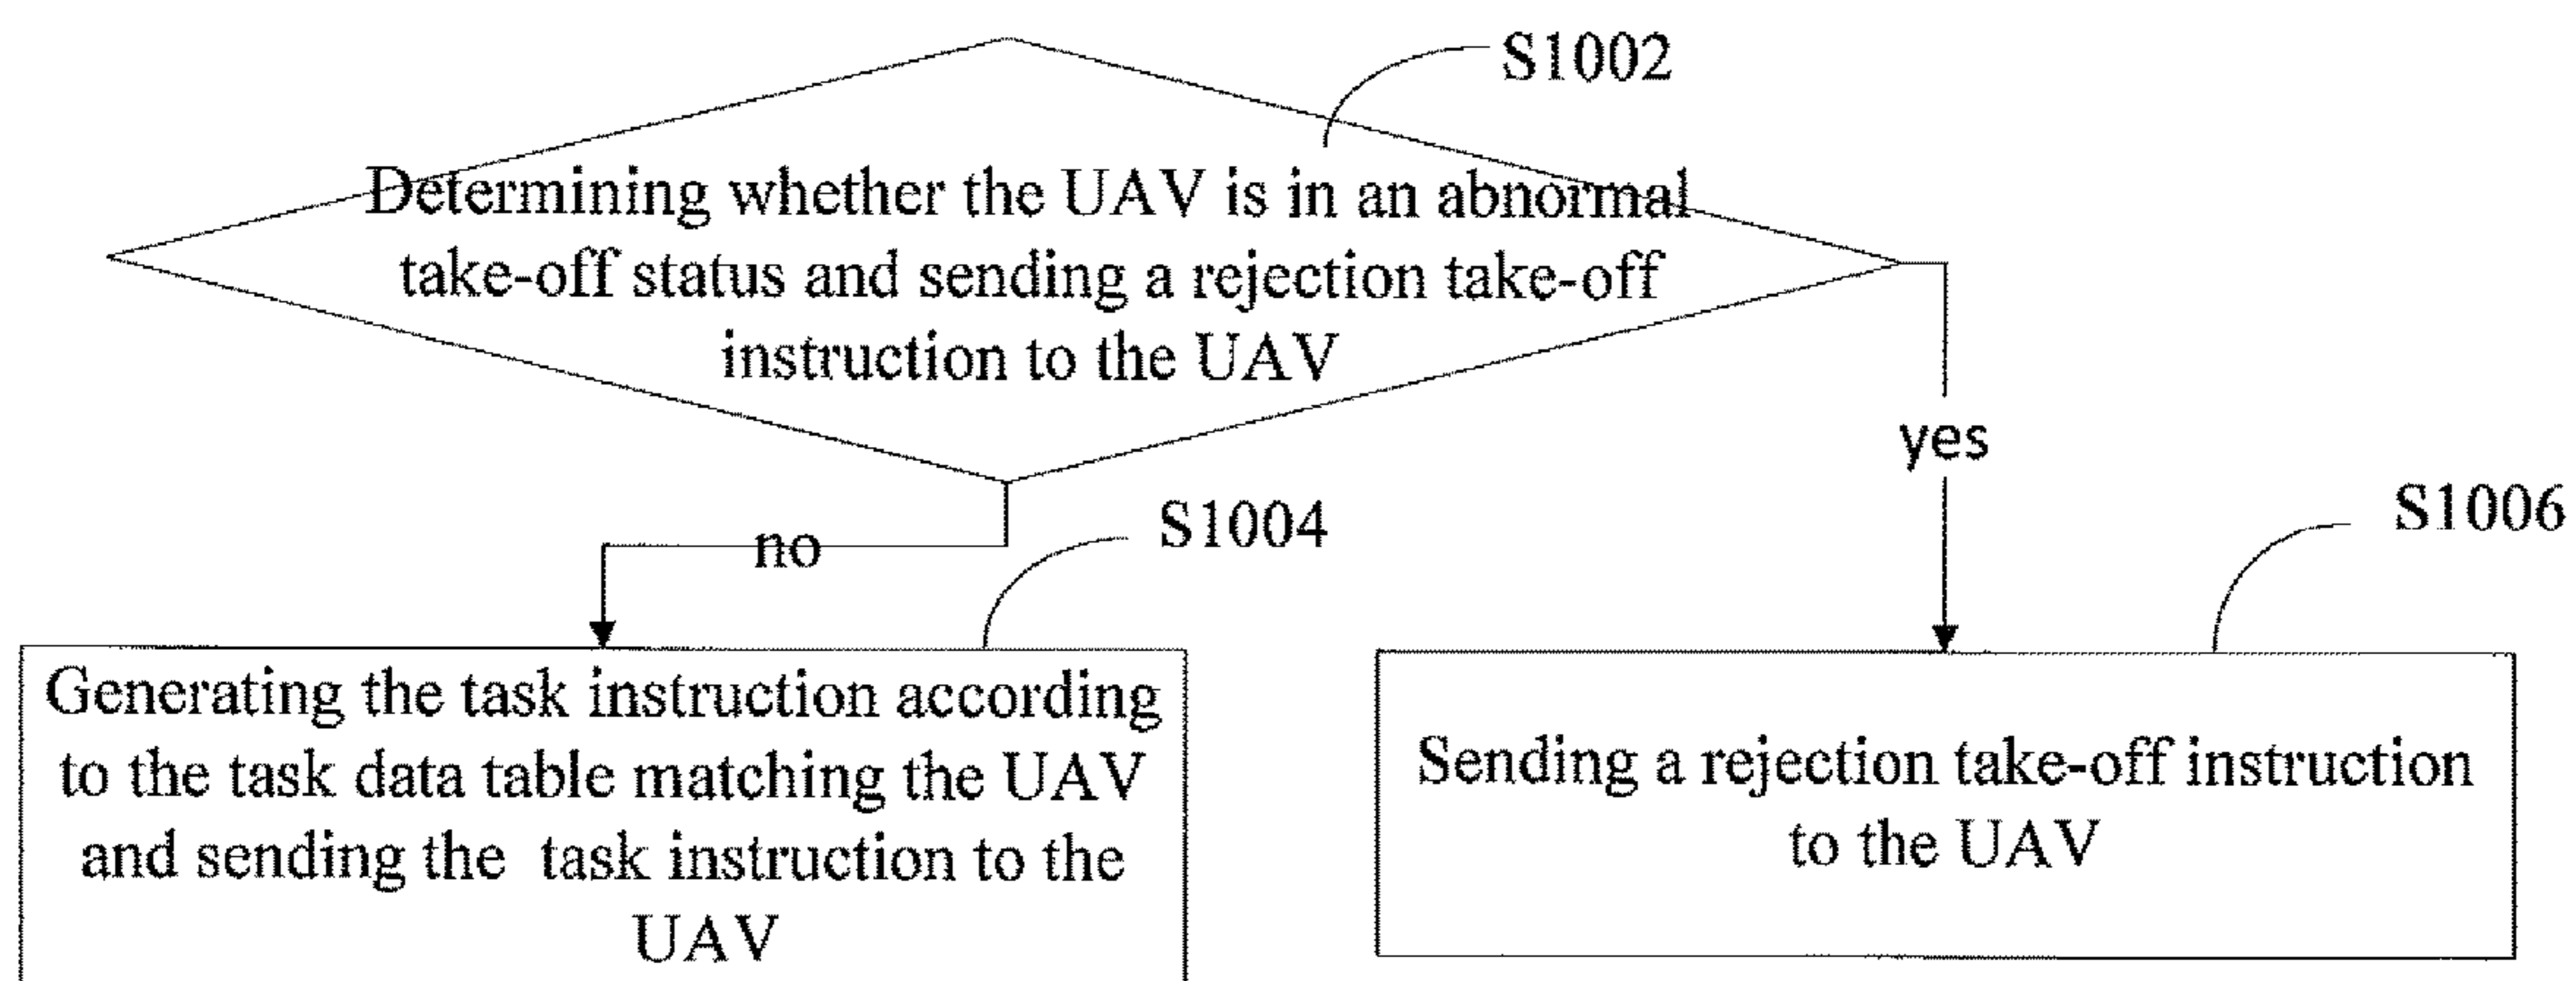 S1002
Determining whether the UAV is in an abnormal
take-off status and sending a rejection take-off
instruction to the UAV
yes
no
S1004
S1006
Generating the task instruction according
to the task data table matching the UAV
and sending the task instruction to the
UAV
Sending a rejection take-off instruction
to the UAV